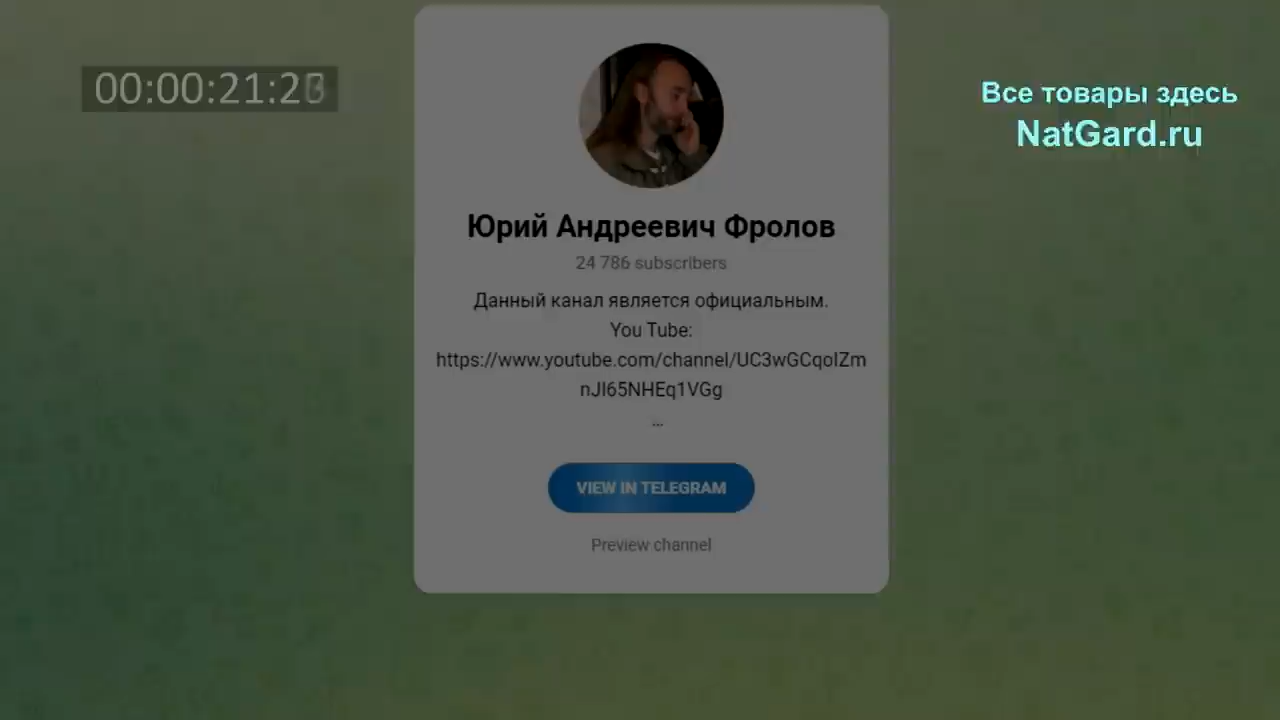 00:00:21:2
Все товары здесь
NatGard.ru
Юрий Андреевич Фролов
24 786 subscribers
Данный канал является официальным.
You Tube:
https://www.youtube.com/channel/UC3wGCqoIZm
nJI65NHEq1VGg
...
VIEW IN TELEGRAM
Preview channel